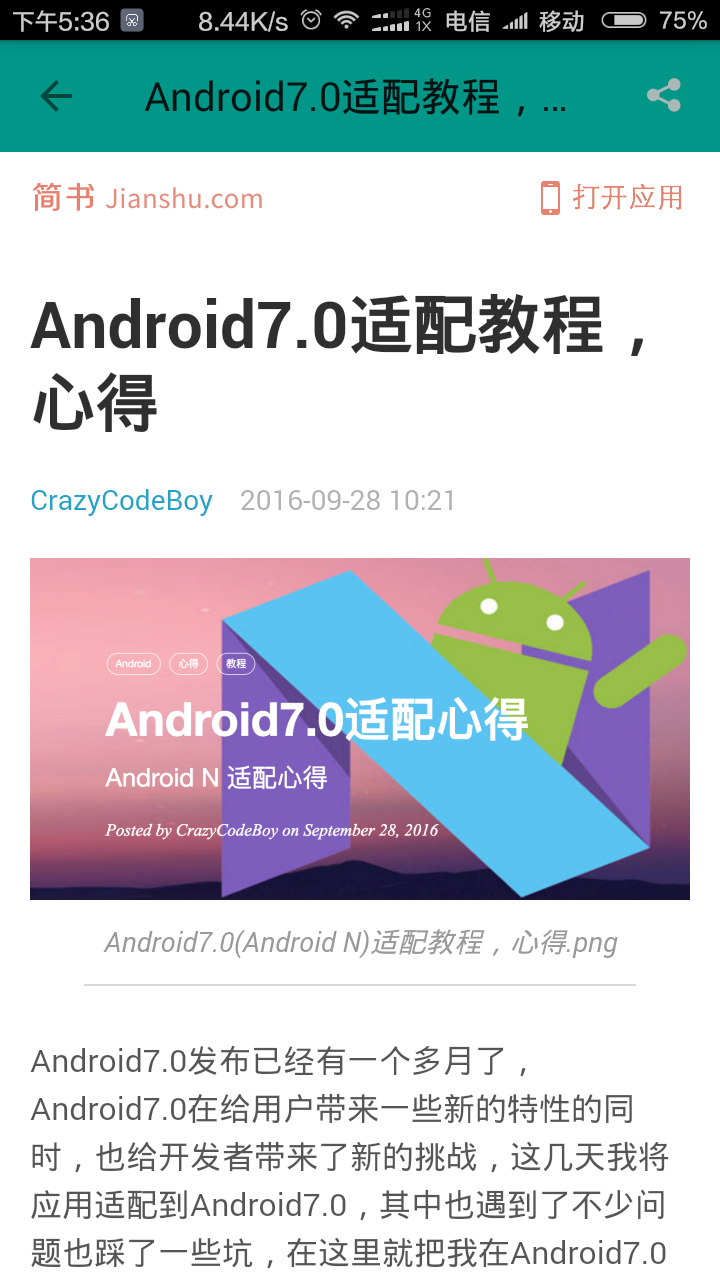 下午5:36 8.44K/s 4G 1X 电信 移动 75%
Android7.0适配教程，...
简书 Jianshu.com 打开应用
Android7.0适配教程，
心得
CrazyCodeBoy 2016-09-28 10:21
Android 心得 教程
Android7.0适配心得
Android N 适配心得
Posted by CrazyCodeBoy on September 28, 2016
Android7.0(Android N)适配教程，心得.png
Android7.0发布已经有一个多月了，
Android7.0在给用户带来一些新的特性的同
时，也给开发者带来了新的挑战，这几天我将
应用适配到Android7.0，其中也遇到了不少问
题也踩了一些坑，在这里就把我在Android7.0